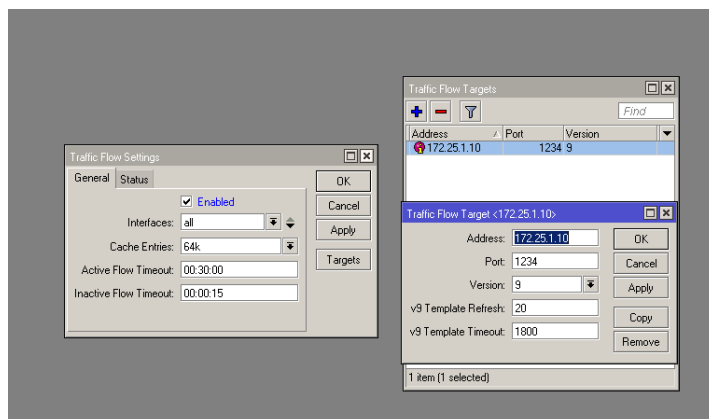 Traffic Flow Settings
General Status
Enabled
Interfaces: all
Cache Entries: 64k
Active Flow Timeout: 00:30:00
Inactive Flow Timeout: 00:00:15
OK
Cancel
Apply
Targets
Traffic Flow Targets
Find
Address Port Version
172.25.1.10 1234 9
Traffic Flow Target <172.25.1.10>
Address: 172.25.1.10
Port: 1234
Version: 9
v9 Template Refresh: 20
v9 Template Timeout: 1800
OK
Cancel
Apply
Copy
Remove
1 item (1 selected)